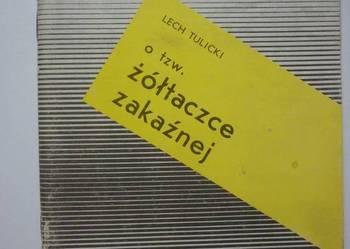 LECH TULICKI
o tzw.
żółtaczce
zakaźnej